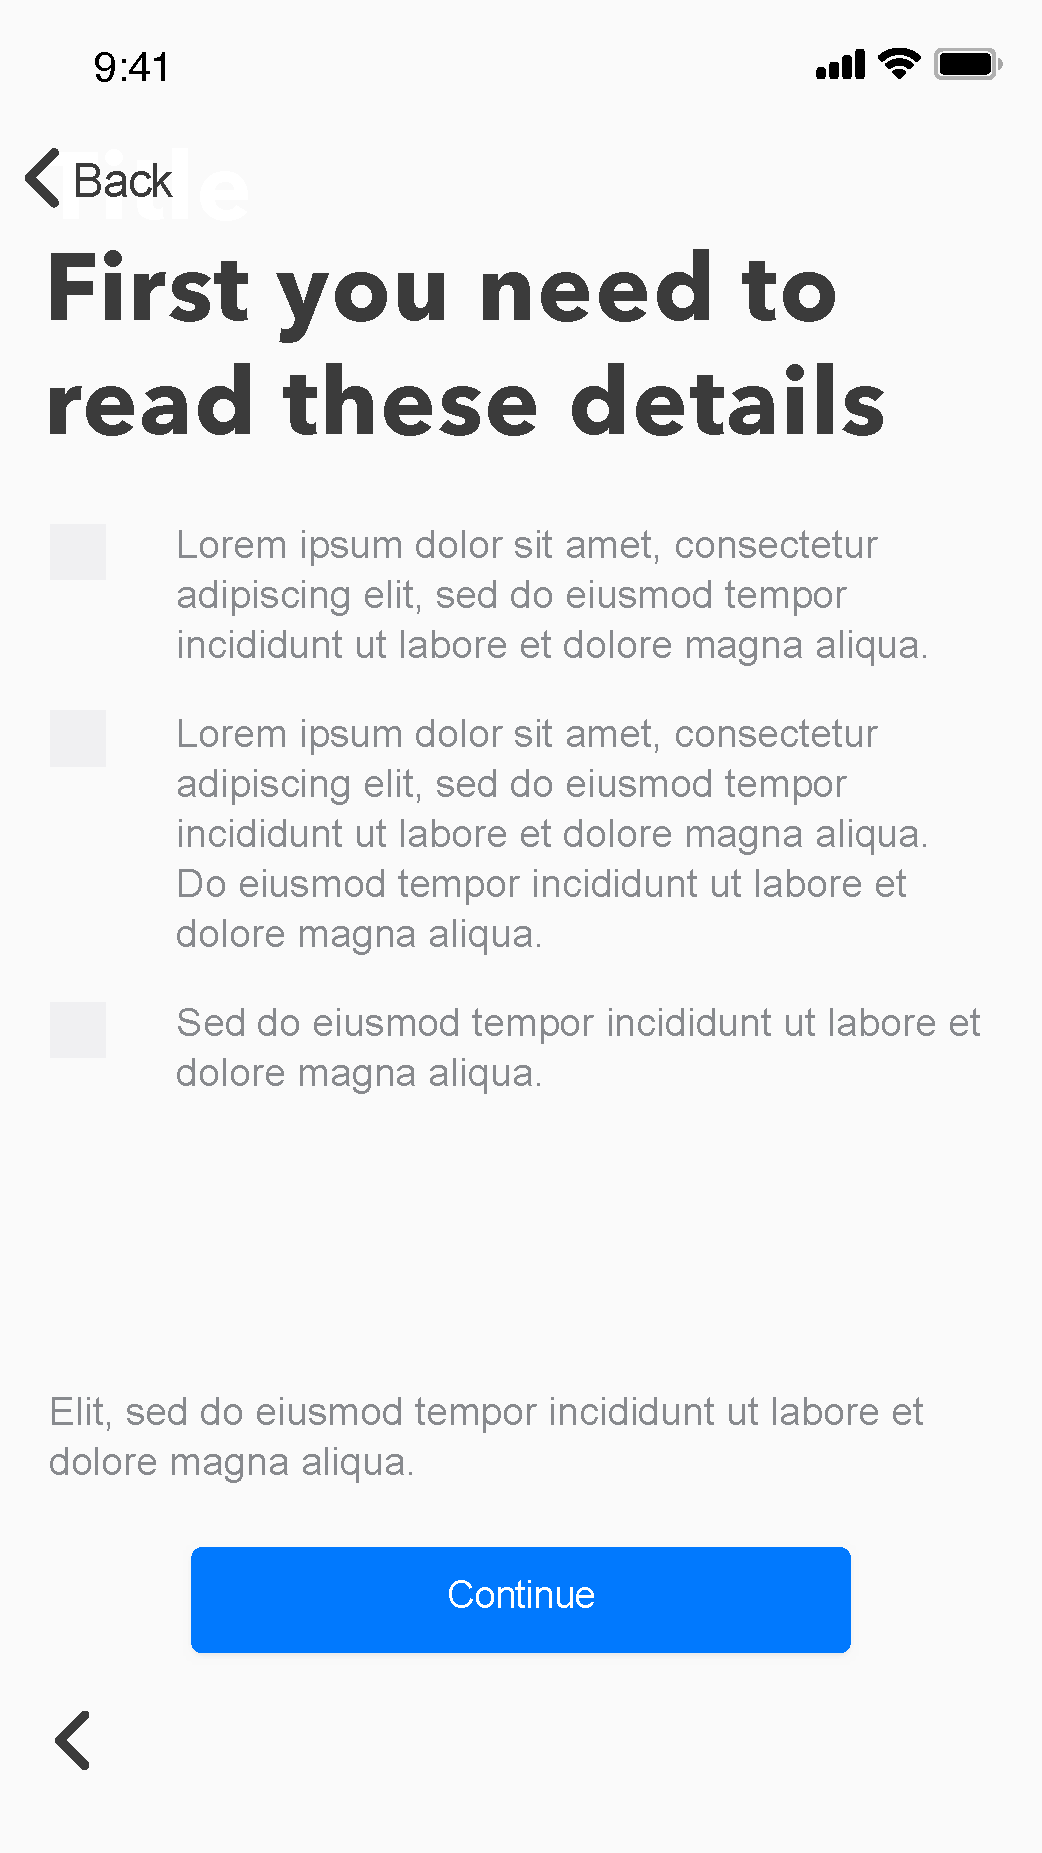 9:41
Title
Back
First you need to
read these details
Lorem ipsum dolor sit amet, consectetur
adipiscing elit, sed do eiusmod tempor
incididunt ut labore et dolore magna aliqua.
Lorem ipsum dolor sit amet, consectetur
adipiscing elit, sed do eiusmod tempor
incididunt ut labore et dolore magna aliqua.
Do eiusmod tempor incididunt ut labore et
dolore magna aliqua.
Sed do eiusmod tempor incididunt ut labore et
dolore magna aliqua.
Elit, sed do eiusmod tempor incididunt ut labore et
dolore magna aliqua.
Continue